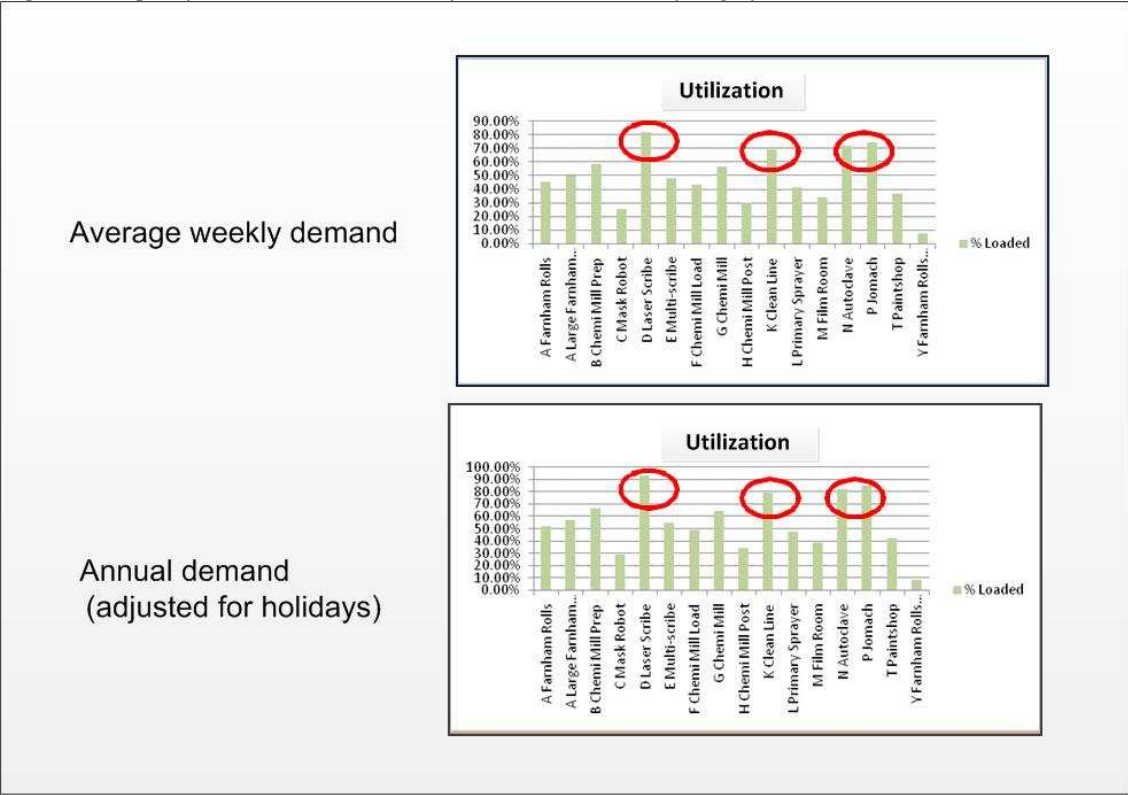 Average weekly demand
Utilization
90.00%
80.00%
70.00%
60.00%
50.00%
40.00%
30.00%
20.00%
10.00%
0.00%
% Loaded
A Farnham Rolls
A Large Farnham...
B Chemi Mill Prep
C Mask Robot
D Laser Scribe
E Multi-scribe
F Chemi Mill Load
G Chemi Mill
H Chemi Mill Post
K Clean Line
L Primary Sprayer
M Film Room
N Autoclave
P Jomach
T Paintshop
Y Farnham Rolls...
Annual demand
(adjusted for holidays)
Utilization
100.00%
90.00%
80.00%
70.00%
60.00%
50.00%
40.00%
30.00%
20.00%
10.00%
0.00%
% Loaded
A Farnham Rolls
A Large Farnham...
B Chemi Mill Prep
C Mask Robot
D Laser Scribe
E Multi-scribe
F Chemi Mill Load
G Chemi Mill
H Chemi Mill Post
K Clean Line
L Primary Sprayer
M Film Room
N Autoclave
P Jomach
T Paintshop
Y Farnham Rolls...